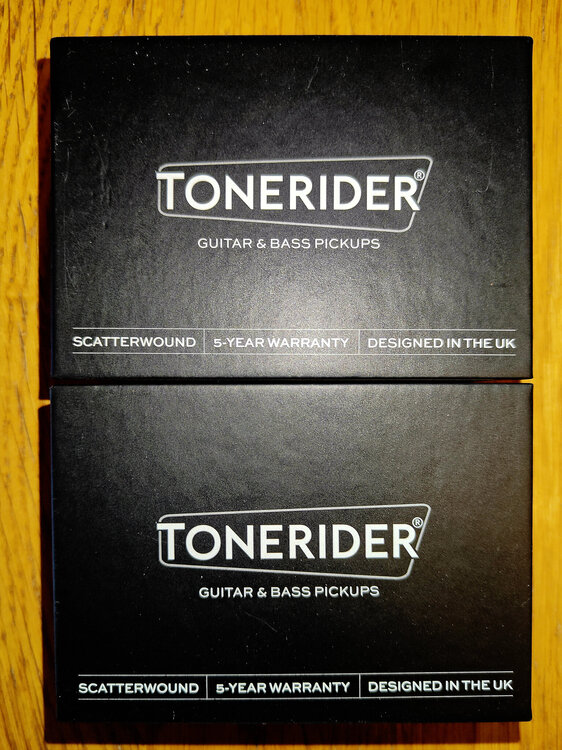 TONERIDER®
GUITAR & BASS PICKUPS
SCATTERWOUND | 5-YEAR WARRANTY | DESIGNED IN THE UK
TONERIDER®
GUITAR & BASS PICKUPS
SCATTERWOUND | 5-YEAR WARRANTY | DESIGNED IN THE UK